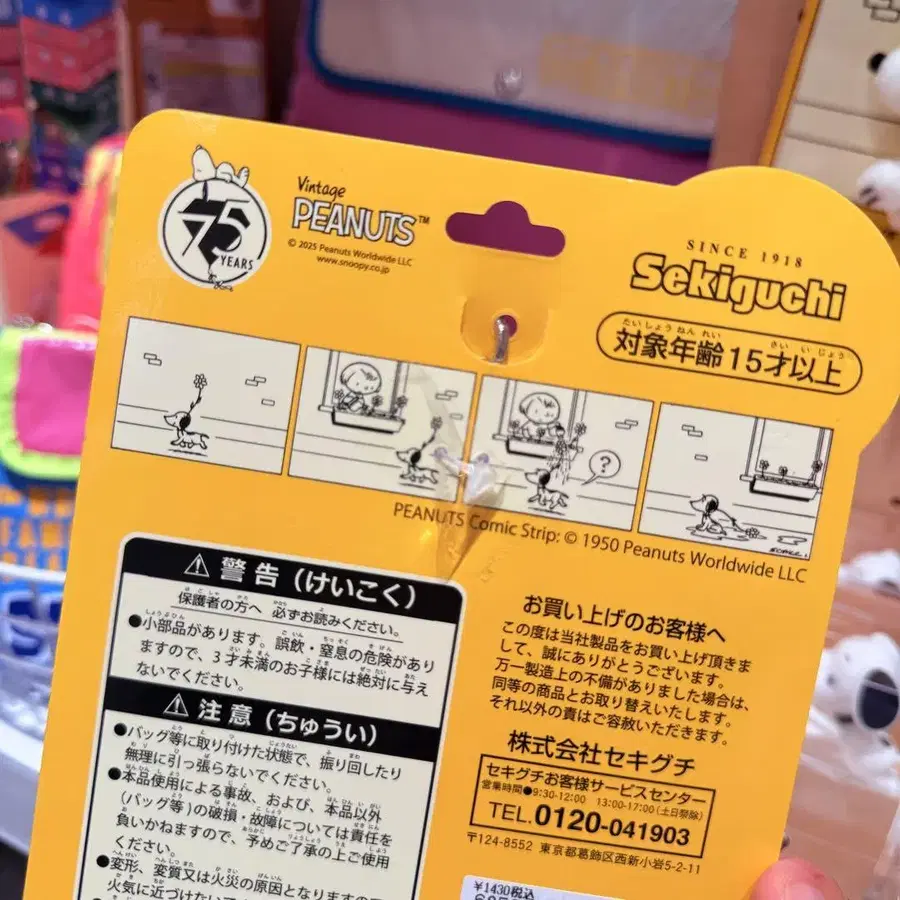 75
YEARS
Vintage
PEANUTS™
© 2025 Peanuts Worldwide LLC
www.snoopy.co.jp
SINCE 1918
Sekiguchi
たいしょうねんれい さいいじょう
対象年齢15才以上
?
PEANUTS Comic Strip: © 1950 Peanuts Worldwide LLC
⚠警告（けいこく）
保護者の方へ 必ずお読みください。
●小部品があります。誤飲・窒息の危険があり
ますので、3才未満のお子様には絶対に与え
ないでください。
⚠注意（ちゅうい）
●バッグ等に取り付けた状態で、振り回したり
無理に引っ張らないでください。
●本品使用による事故、および、本品以外
（バッグ等）の破損・故障については責任を
負いかねますので、予めご了承の上ご使用
ください。
●変形、変質又は火災の原因となりますの
火気に近づけたい
お買い上げのお客様へ
この度は当社製品をお買い上げ頂きま
して、誠にありがとうございます。
万一製造上の不備がありました場合は、
同等の商品とお取り替えいたします。
それ以外の責はご容赦いただきます。
株式会社セキグチ
セキグチお客様サービスセンター
営業時間●9:30-12:00 13:00-17:00（土日祭除）
TEL.0120-041903
〒124-8552 東京都葛飾区西新小岩5-2-11
¥1430税込